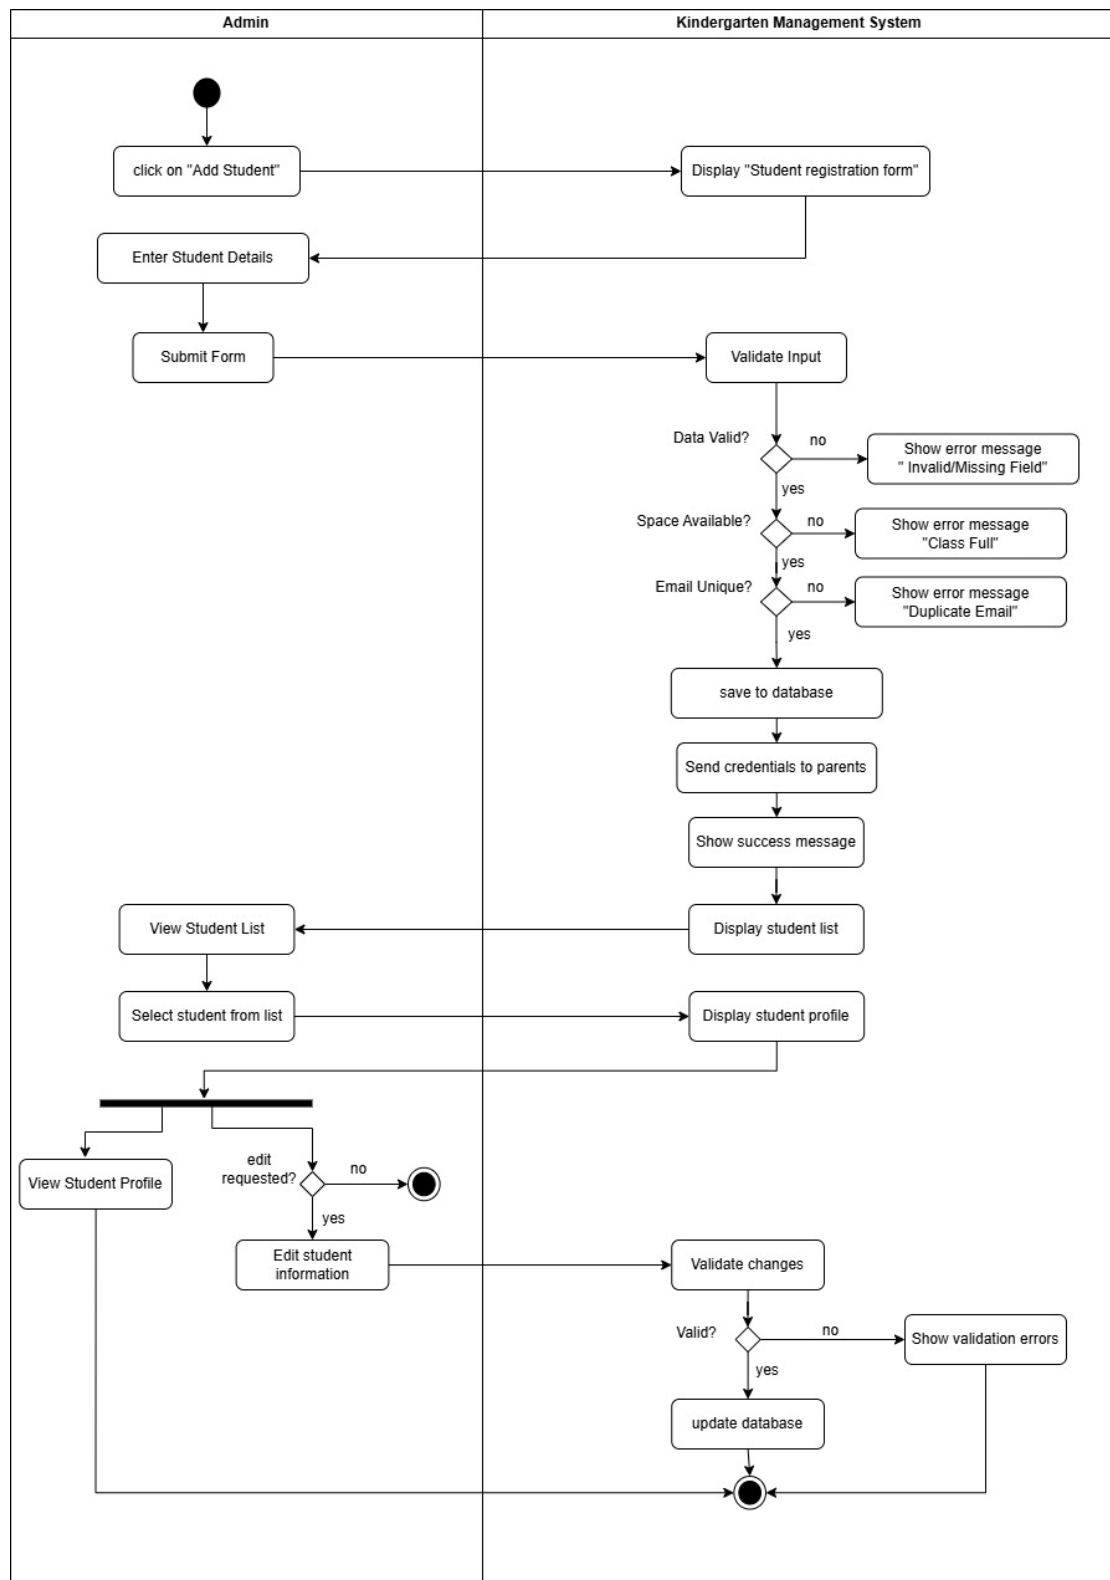 Admin
Kindergarten Management System
click on "Add Student"
Display "Student registration form"
Enter Student Details
Submit Form
Validate Input
Data Valid?
no
Show error message
" Invalid/Missing Field"
yes
Space Available?
no
Show error message
"Class Full"
yes
Email Unique?
no
Show error message
"Duplicate Email"
yes
save to database
Send credentials to parents
Show success message
View Student List
Display student list
Select student from list
Display student profile
View Student Profile
edit
requested?
no
yes
Edit student
information
Validate changes
Valid?
no
Show validation errors
yes
update database